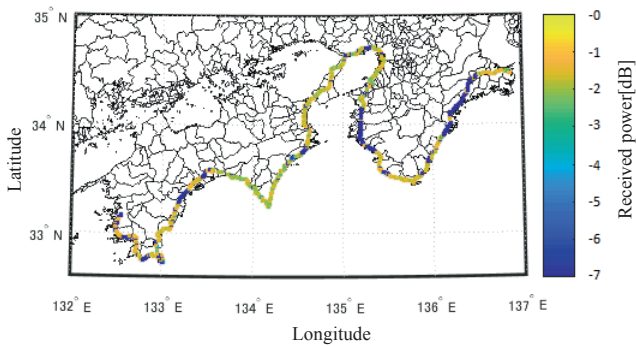 35° N
34° N
33° N
Latitude
132° E
133° E
134° E
135° E
136° E
137° E
Longitude
-0
-1
-2
-3
-4
-5
-6
-7
Received power[dB]